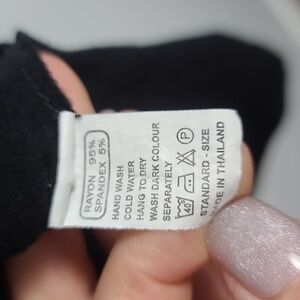 RAYON 95%
SPANDEX 5%
HAND WASH
COLD WATER
HANG TO DRY
WASH DARK COLOUR
SEPARATELY
40°
P
STANDARD - SIZE
MADE IN THAILAND